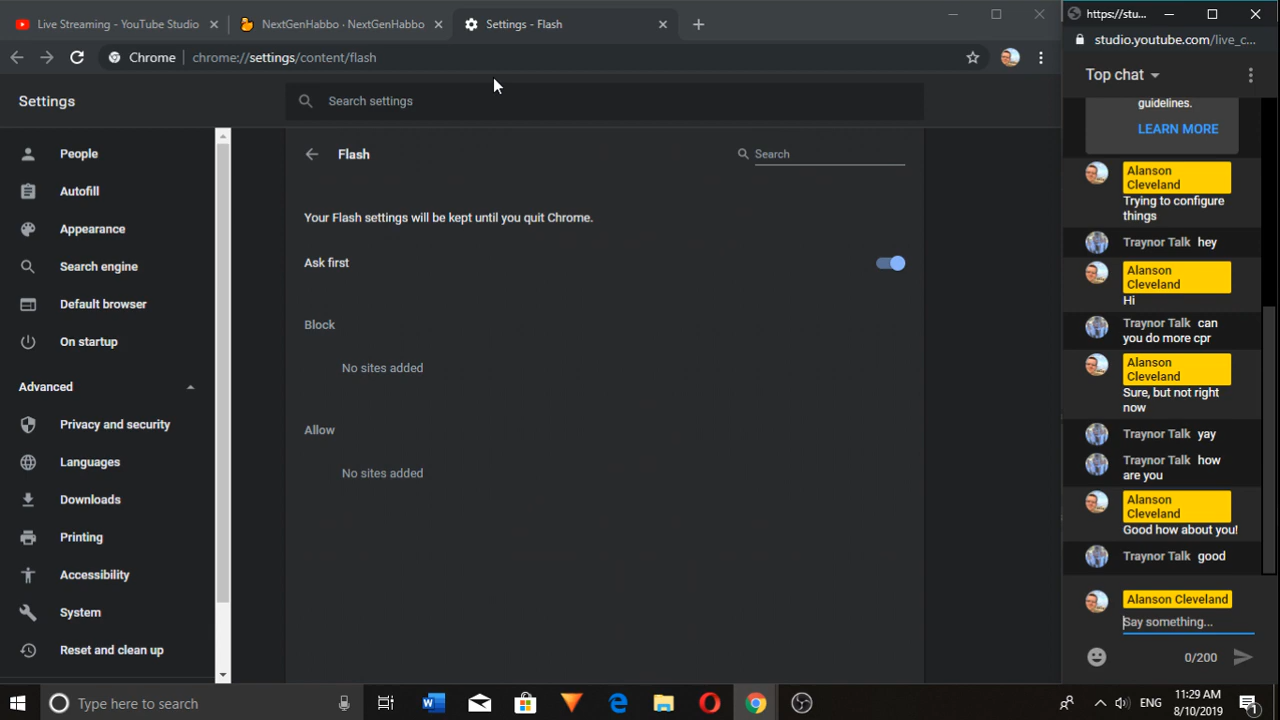 Live Streaming - YouTube Studio
NextGenHabbo · NextGenHabbo
Settings - Flash
https://stu...
Chrome
chrome://settings/content/flash
studio.youtube.com/live_c...
Settings
Search settings
Top chat
People
Autofill
Appearance
Search engine
Default browser
On startup
Advanced
Privacy and security
Languages
Downloads
Printing
Accessibility
System
Reset and clean up
Flash
Search
Your Flash settings will be kept until you quit Chrome.
Ask first
Block
No sites added
Allow
No sites added
guidelines.
LEARN MORE
Alanson
Cleveland
Trying to configure
things
Traynor Talk hey
Alanson
Cleveland
Hi
Traynor Talk can
you do more cpr
Alanson
Cleveland
Sure, but not right
now
Traynor Talk yay
Traynor Talk how
are you
Alanson
Cleveland
Good how about you!
Traynor Talk good
Alanson Cleveland
Say something...
0/200
Type here to search
ENG
11:29 AM
8/10/2019
1